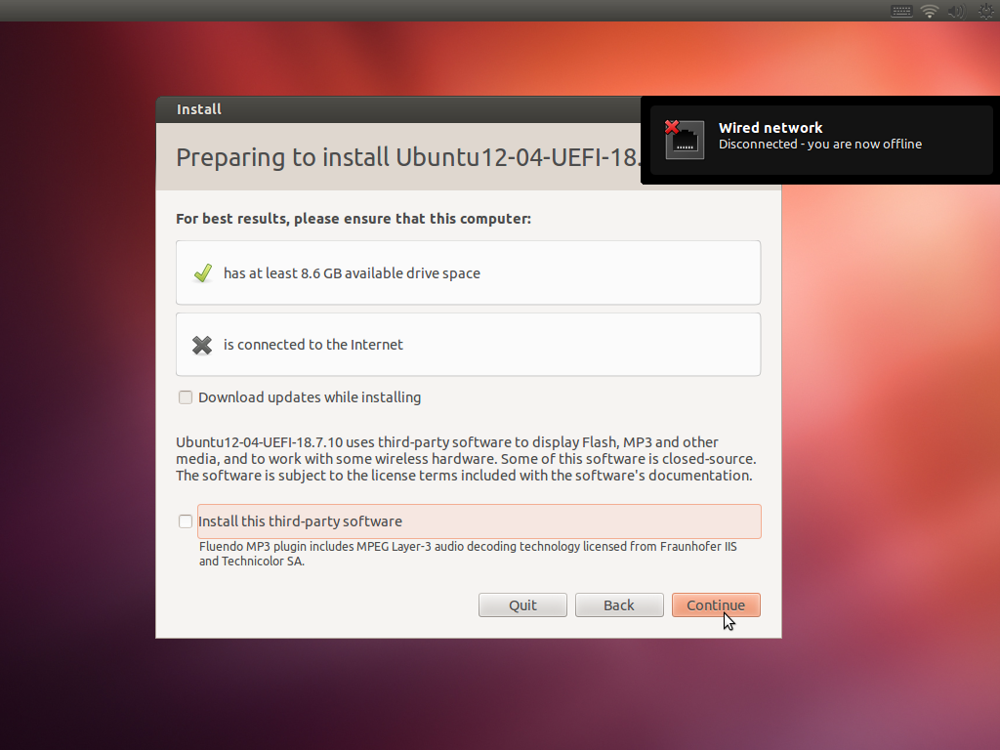 Install
Wired network
Disconnected - you are now offline
Preparing to install Ubuntu12-04-UEFI-18.
For best results, please ensure that this computer:
has at least 8.6 GB available drive space
is connected to the Internet
Download updates while installing
Ubuntu12-04-UEFI-18.7.10 uses third-party software to display Flash, MP3 and other
media, and to work with some wireless hardware. Some of this software is closed-source.
The software is subject to the license terms included with the software's documentation.
Install this third-party software
Fluendo MP3 plugin includes MPEG Layer-3 audio decoding technology licensed from Fraunhofer IIS
and Technicolor SA.
Quit Back Continue